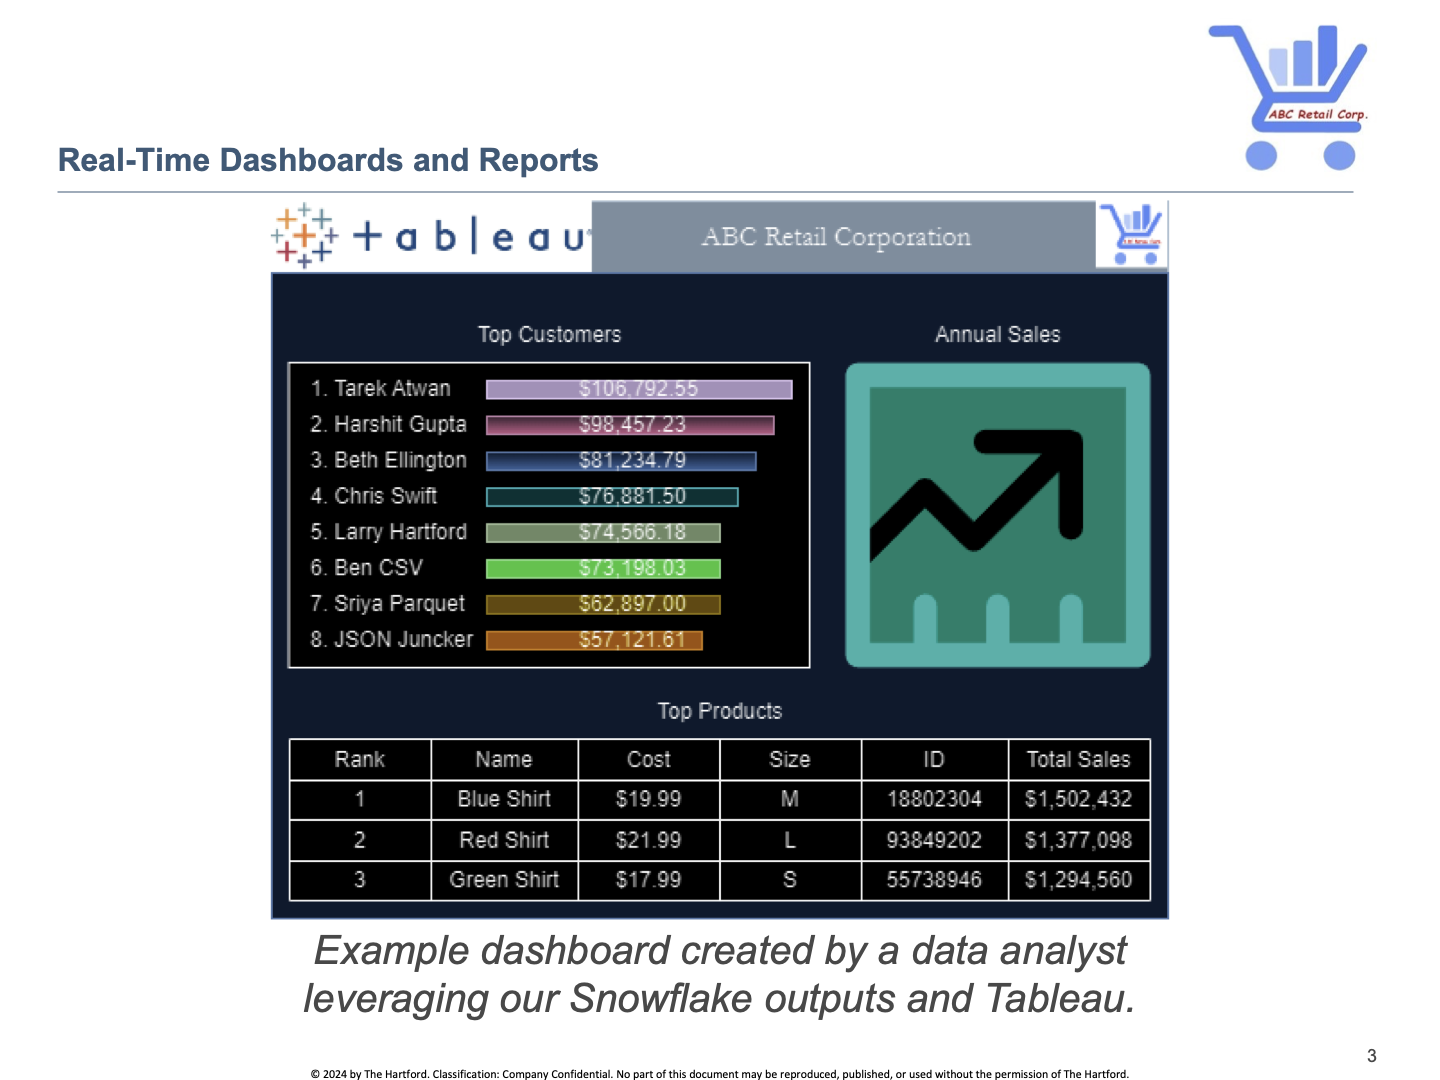 ABC Retail Corp.
Real-Time Dashboards and Reports
tableau
ABC Retail Corporation
Top Customers
Annual Sales
1. Tarek Atwan $106,792.55
2. Harshit Gupta $98,457.23
3. Beth Ellington $81,234.79
4. Chris Swift $76,881.50
5. Larry Hartford $74,566.18
6. Ben CSV $73,198.03
7. Sriya Parquet $62,897.00
8. JSON Juncker $57,121.61
Top Products
Rank Name Cost Size ID Total Sales
1 Blue Shirt $19.99 M 18802304 $1,502,432
2 Red Shirt $21.99 L 93849202 $1,377,098
3 Green Shirt $17.99 S 55738946 $1,294,560
Example dashboard created by a data analyst
leveraging our Snowflake outputs and Tableau.
3
© 2024 by The Hartford. Classification: Company Confidential. No part of this document may be reproduced, published, or used without the permission of The Hartford.